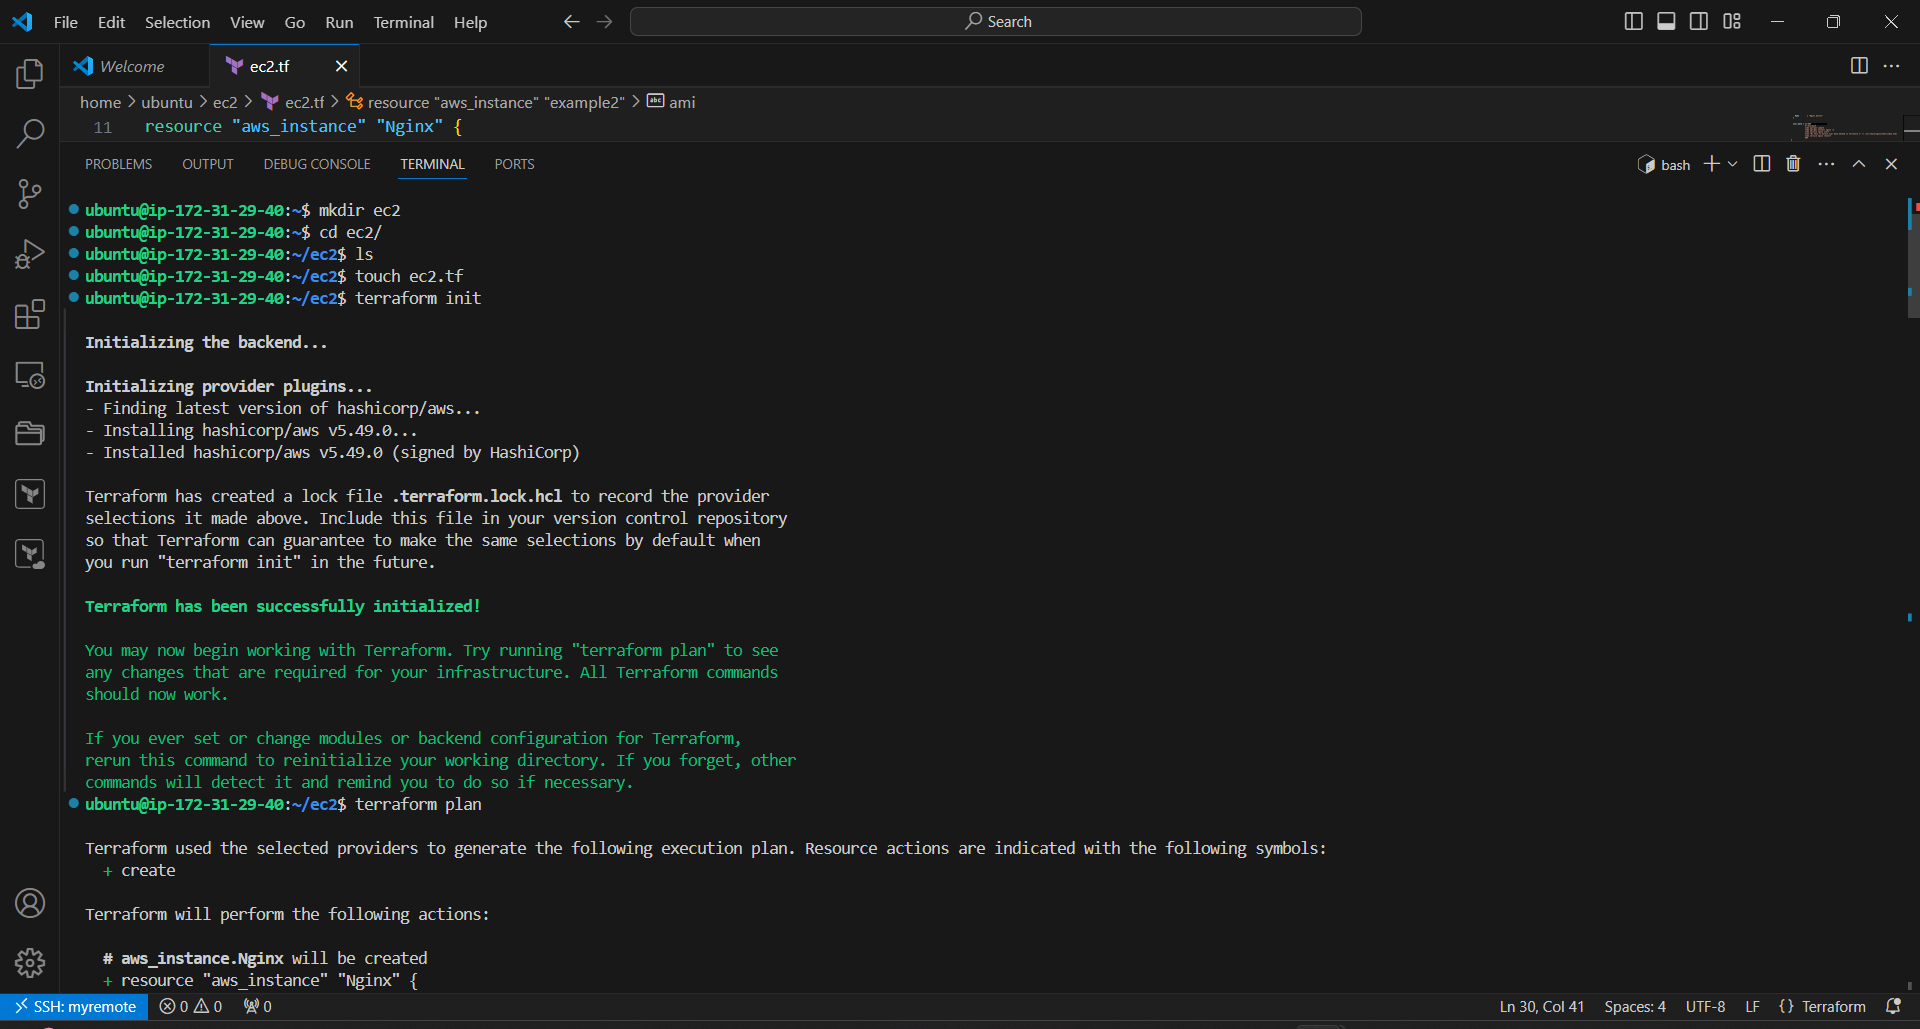 File Edit Selection View Go Run Terminal Help
Search
Welcome
ec2.tf
home > ubuntu > ec2 > ec2.tf > resource "aws_instance" "example2" > ami
11 resource "aws_instance" "Nginx" {
PROBLEMS OUTPUT DEBUG CONSOLE TERMINAL PORTS
bash
ubuntu@ip-172-31-29-40:~$ mkdir ec2
ubuntu@ip-172-31-29-40:~$ cd ec2/
ubuntu@ip-172-31-29-40:~/ec2$ ls
ubuntu@ip-172-31-29-40:~/ec2$ touch ec2.tf
ubuntu@ip-172-31-29-40:~/ec2$ terraform init
Initializing the backend...
Initializing provider plugins...
- Finding latest version of hashicorp/aws...
- Installing hashicorp/aws v5.49.0...
- Installed hashicorp/aws v5.49.0 (signed by HashiCorp)
Terraform has created a lock file .terraform.lock.hcl to record the provider
selections it made above. Include this file in your version control repository
so that Terraform can guarantee to make the same selections by default when
you run "terraform init" in the future.
Terraform has been successfully initialized!
You may now begin working with Terraform. Try running "terraform plan" to see
any changes that are required for your infrastructure. All Terraform commands
should now work.
If you ever set or change modules or backend configuration for Terraform,
rerun this command to reinitialize your working directory. If you forget, other
commands will detect it and remind you to do so if necessary.
ubuntu@ip-172-31-29-40:~/ec2$ terraform plan
Terraform used the selected providers to generate the following execution plan. Resource actions are indicated with the following symbols:
+ create
Terraform will perform the following actions:
# aws_instance.Nginx will be created
+ resource "aws_instance" "Nginx" {
SSH: myremote 0 0 0 Ln 30, Col 41 Spaces: 4 UTF-8 LF {} Terraform